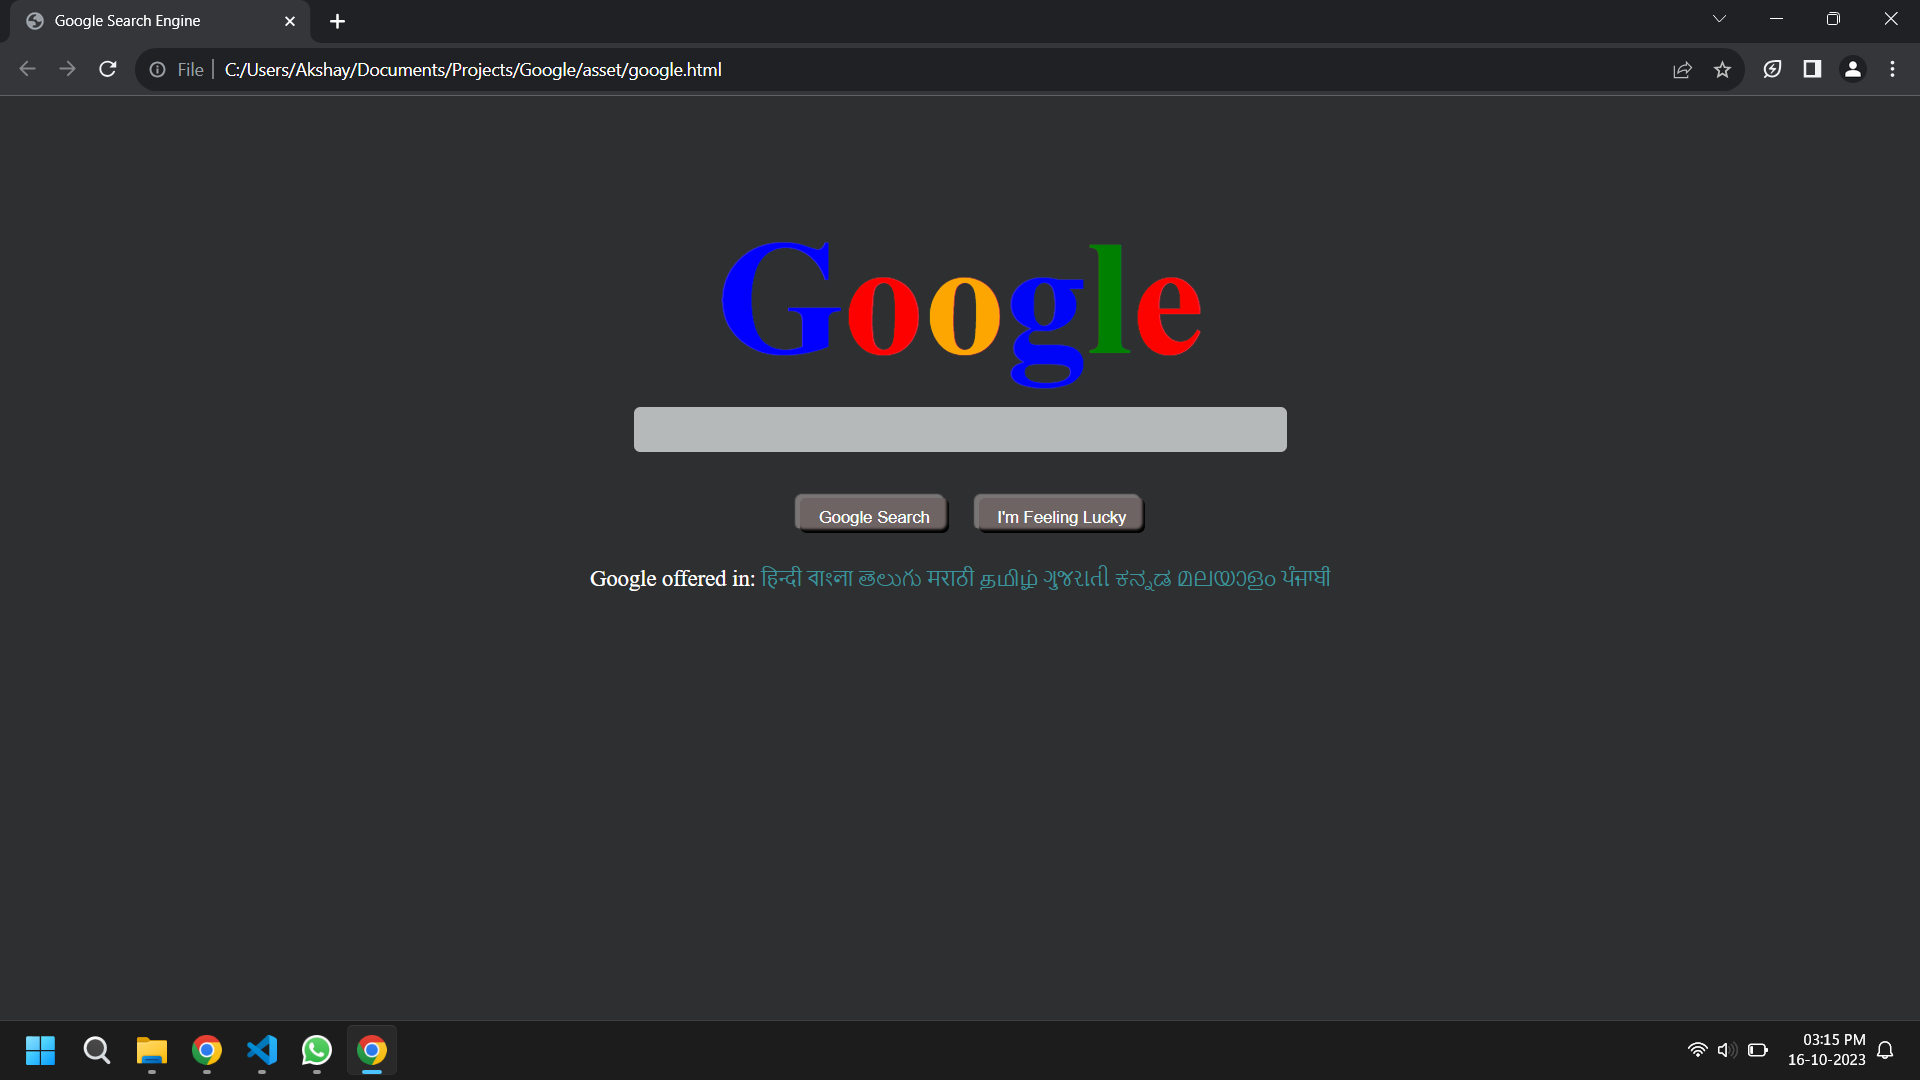 Google Search Engine
File | C:/Users/Akshay/Documents/Projects/Google/asset/google.html
Google
Google Search I'm Feeling Lucky
Google offered in: हिन्दी বাংলা తెలుగు मराठी தமிழ் ગુજરાતી ಕನ್ನಡ മലയാളം ਪੰਜਾਬੀ
03:15 PM
16-10-2023